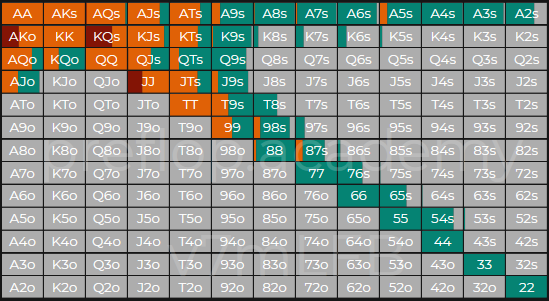 AA AKs AQs AJs ATs A9s A8s A7s A6s A5s A4s A3s A2s
AKo KK KQs KJs KTs K9s K8s K7s K6s K5s K4s K3s K2s
AQo KQo QQ QJs QTs Q9s Q8s Q7s Q6s Q5s Q4s Q3s Q2s
AJo KJo QJo JJ JTs J9s J8s J7s J6s J5s J4s J3s J2s
ATo KTo QTo JTo TT T9s T8s T7s T6s T5s T4s T3s T2s
A9o K9o Q9o J9o T9o 99 98s 97s 96s 95s 94s 93s 92s
A8o K8o Q8o J8o T8o 98o 88 87s 86s 85s 84s 83s 82s
preflop.academy
A7o K7o Q7o J7o T7o 97o 87o 77 76s 75s 74s 73s 72s
A6o K6o Q6o J6o T6o 96o 86o 76o 66 65s 64s 63s 62s
A5o K5o Q5o J5o T5o 95o 85o 75o 65o 55 54s 53s 52s
A4o K4o Q4o J4o T4o 94o 84o 74o 64o 54o 44 43s 42s
A3o K3o Q3o J3o T3o 93o 83o 73o 63o 53o 43o 33 32s
A2o K2o Q2o J2o T2o 92o 82o 72o 62o 52o 42o 32o 22